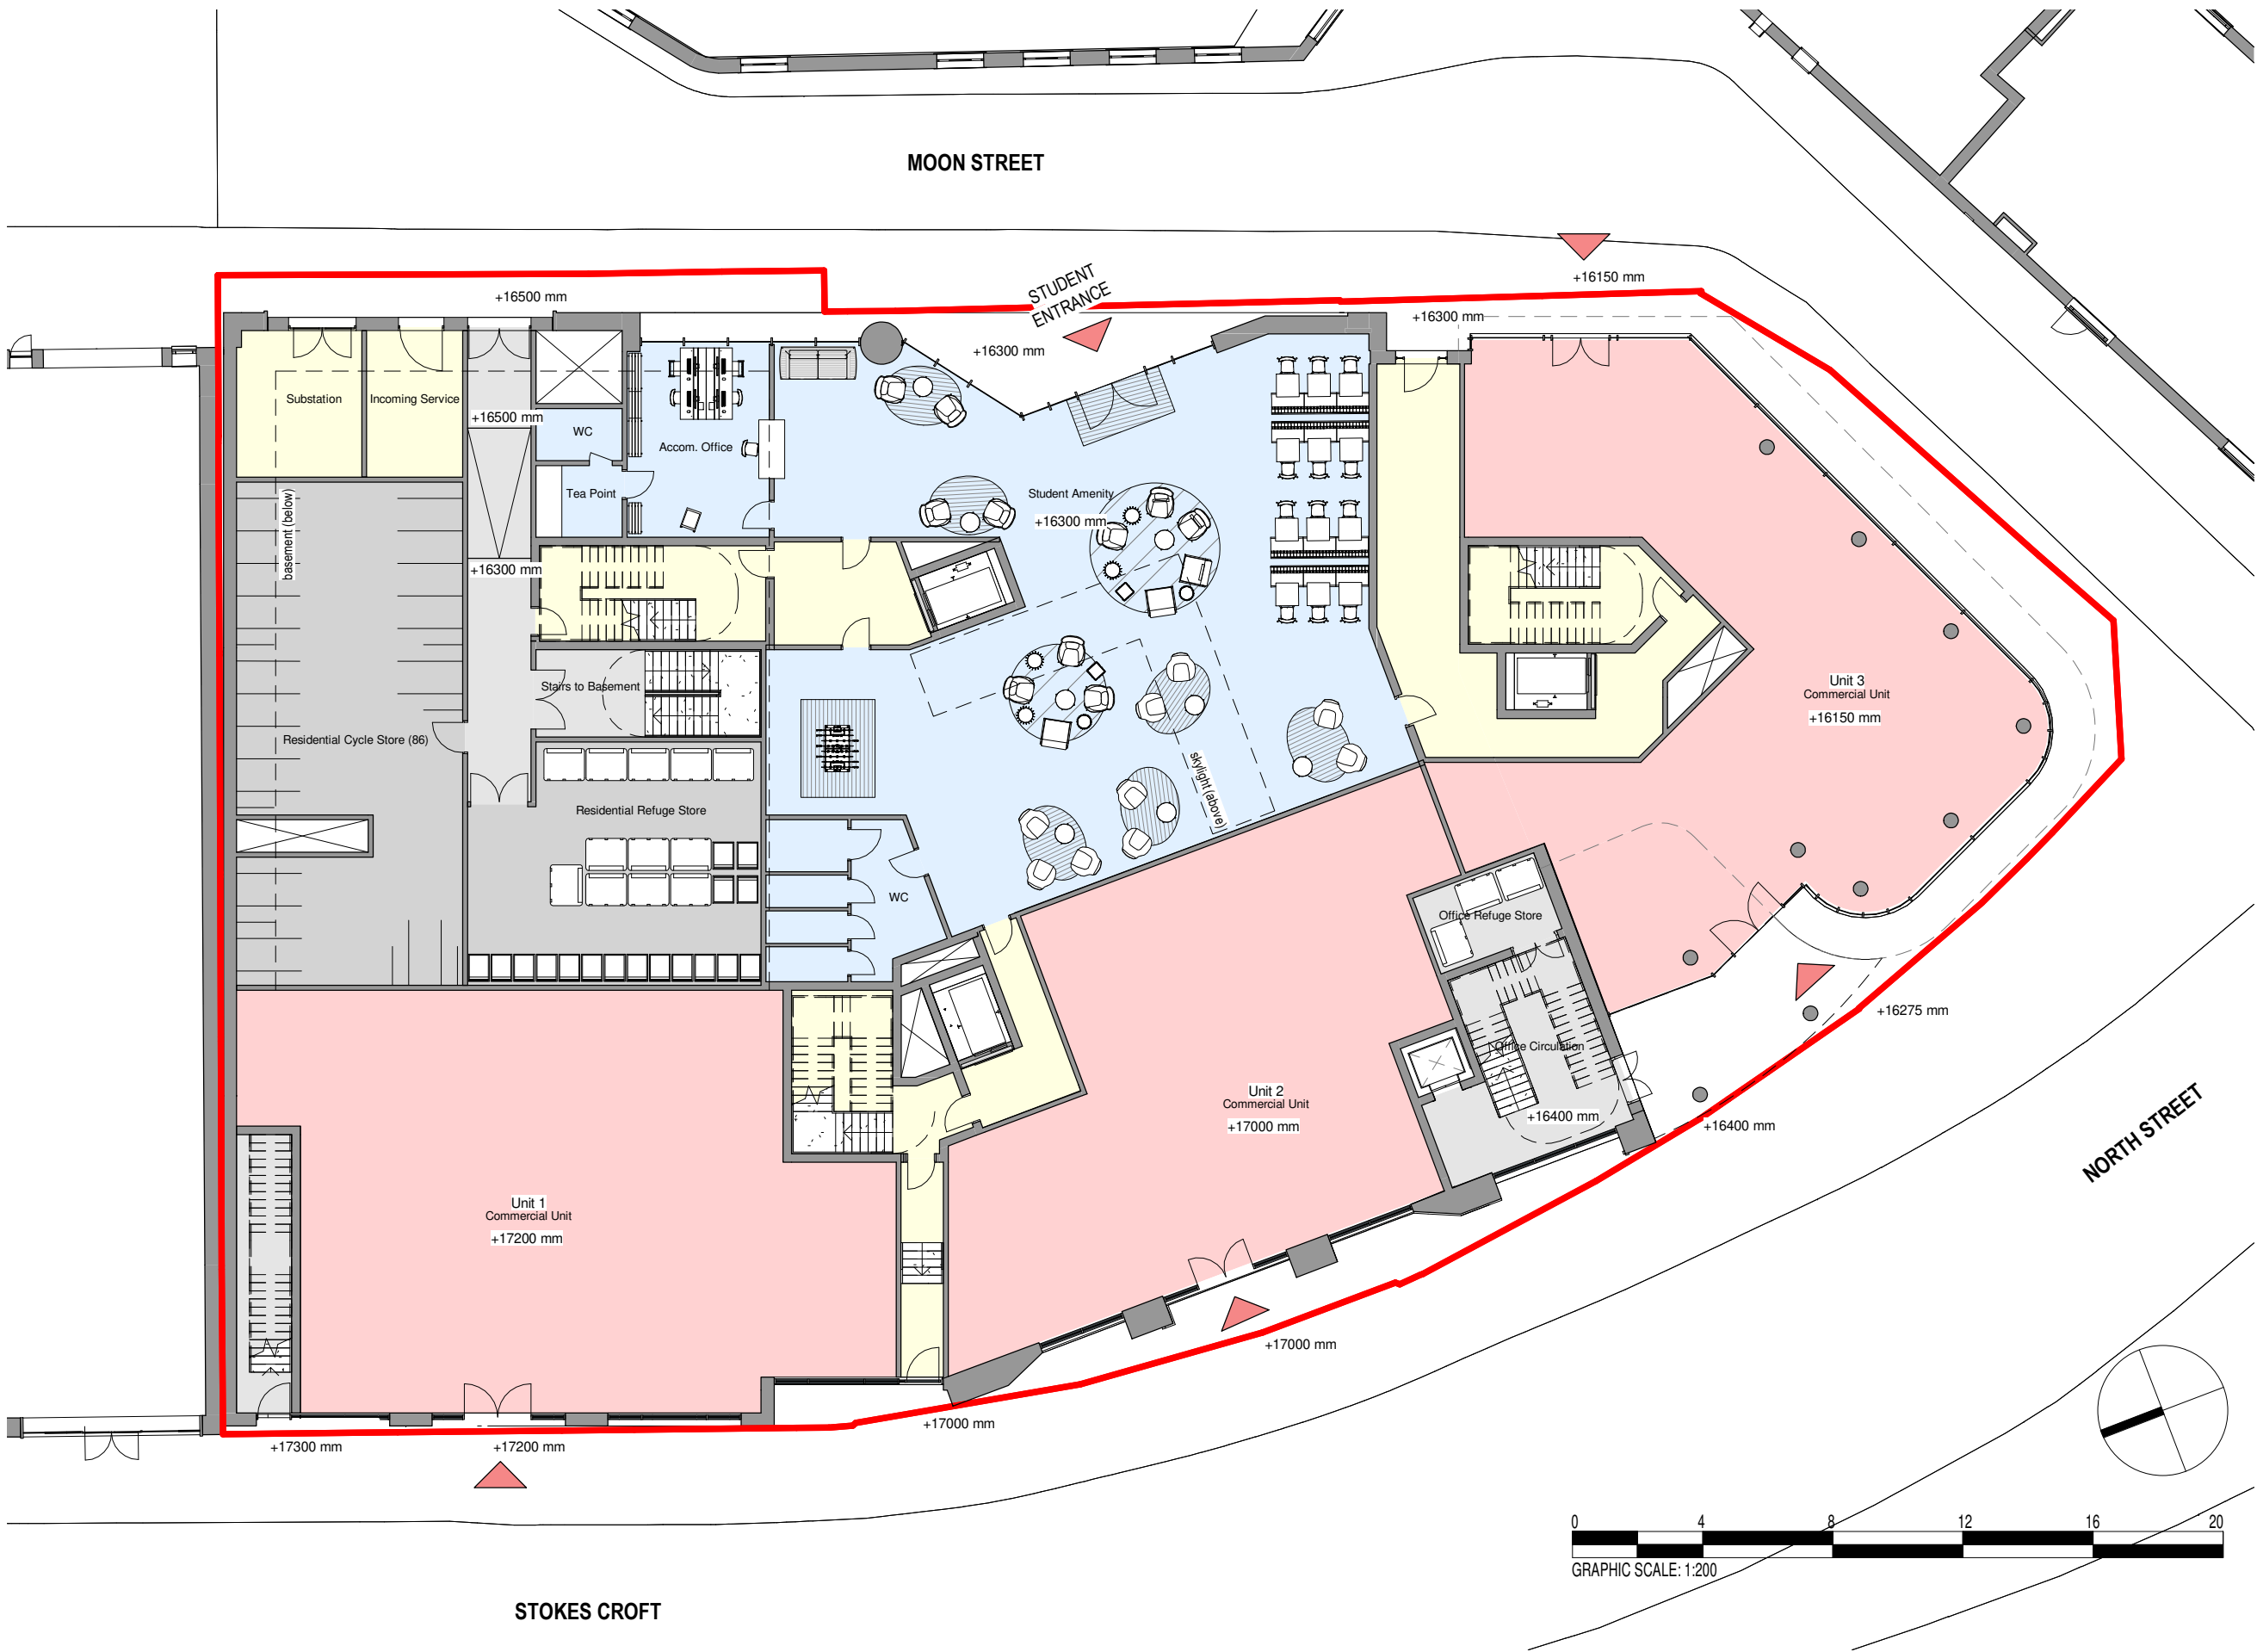 MOON STREET
STUDENT
ENTRANCE
+16150 mm
+16500 mm
+16300 mm
+16300 mm
Substation
Incoming Service
+16500 mm
WC
Accom. Office
Tea Point
Student Amenity
+16300 mm
basement (below)
+16300 mm
Stairs to Basement
Unit 3
Commercial Unit
+16150 mm
Residential Cycle Store (86)
skylight (above)
Residential Refuge Store
WC
Office Refuge Store
+16275 mm
Office Circulation
Unit 2
Commercial Unit
+17000 mm
+16400 mm
+16400 mm
NORTH STREET
Unit 1
Commercial Unit
+17200 mm
+17000 mm
+17000 mm
+17300 mm
+17200 mm
0 4 8 12 16 20
GRAPHIC SCALE: 1:200
STOKES CROFT